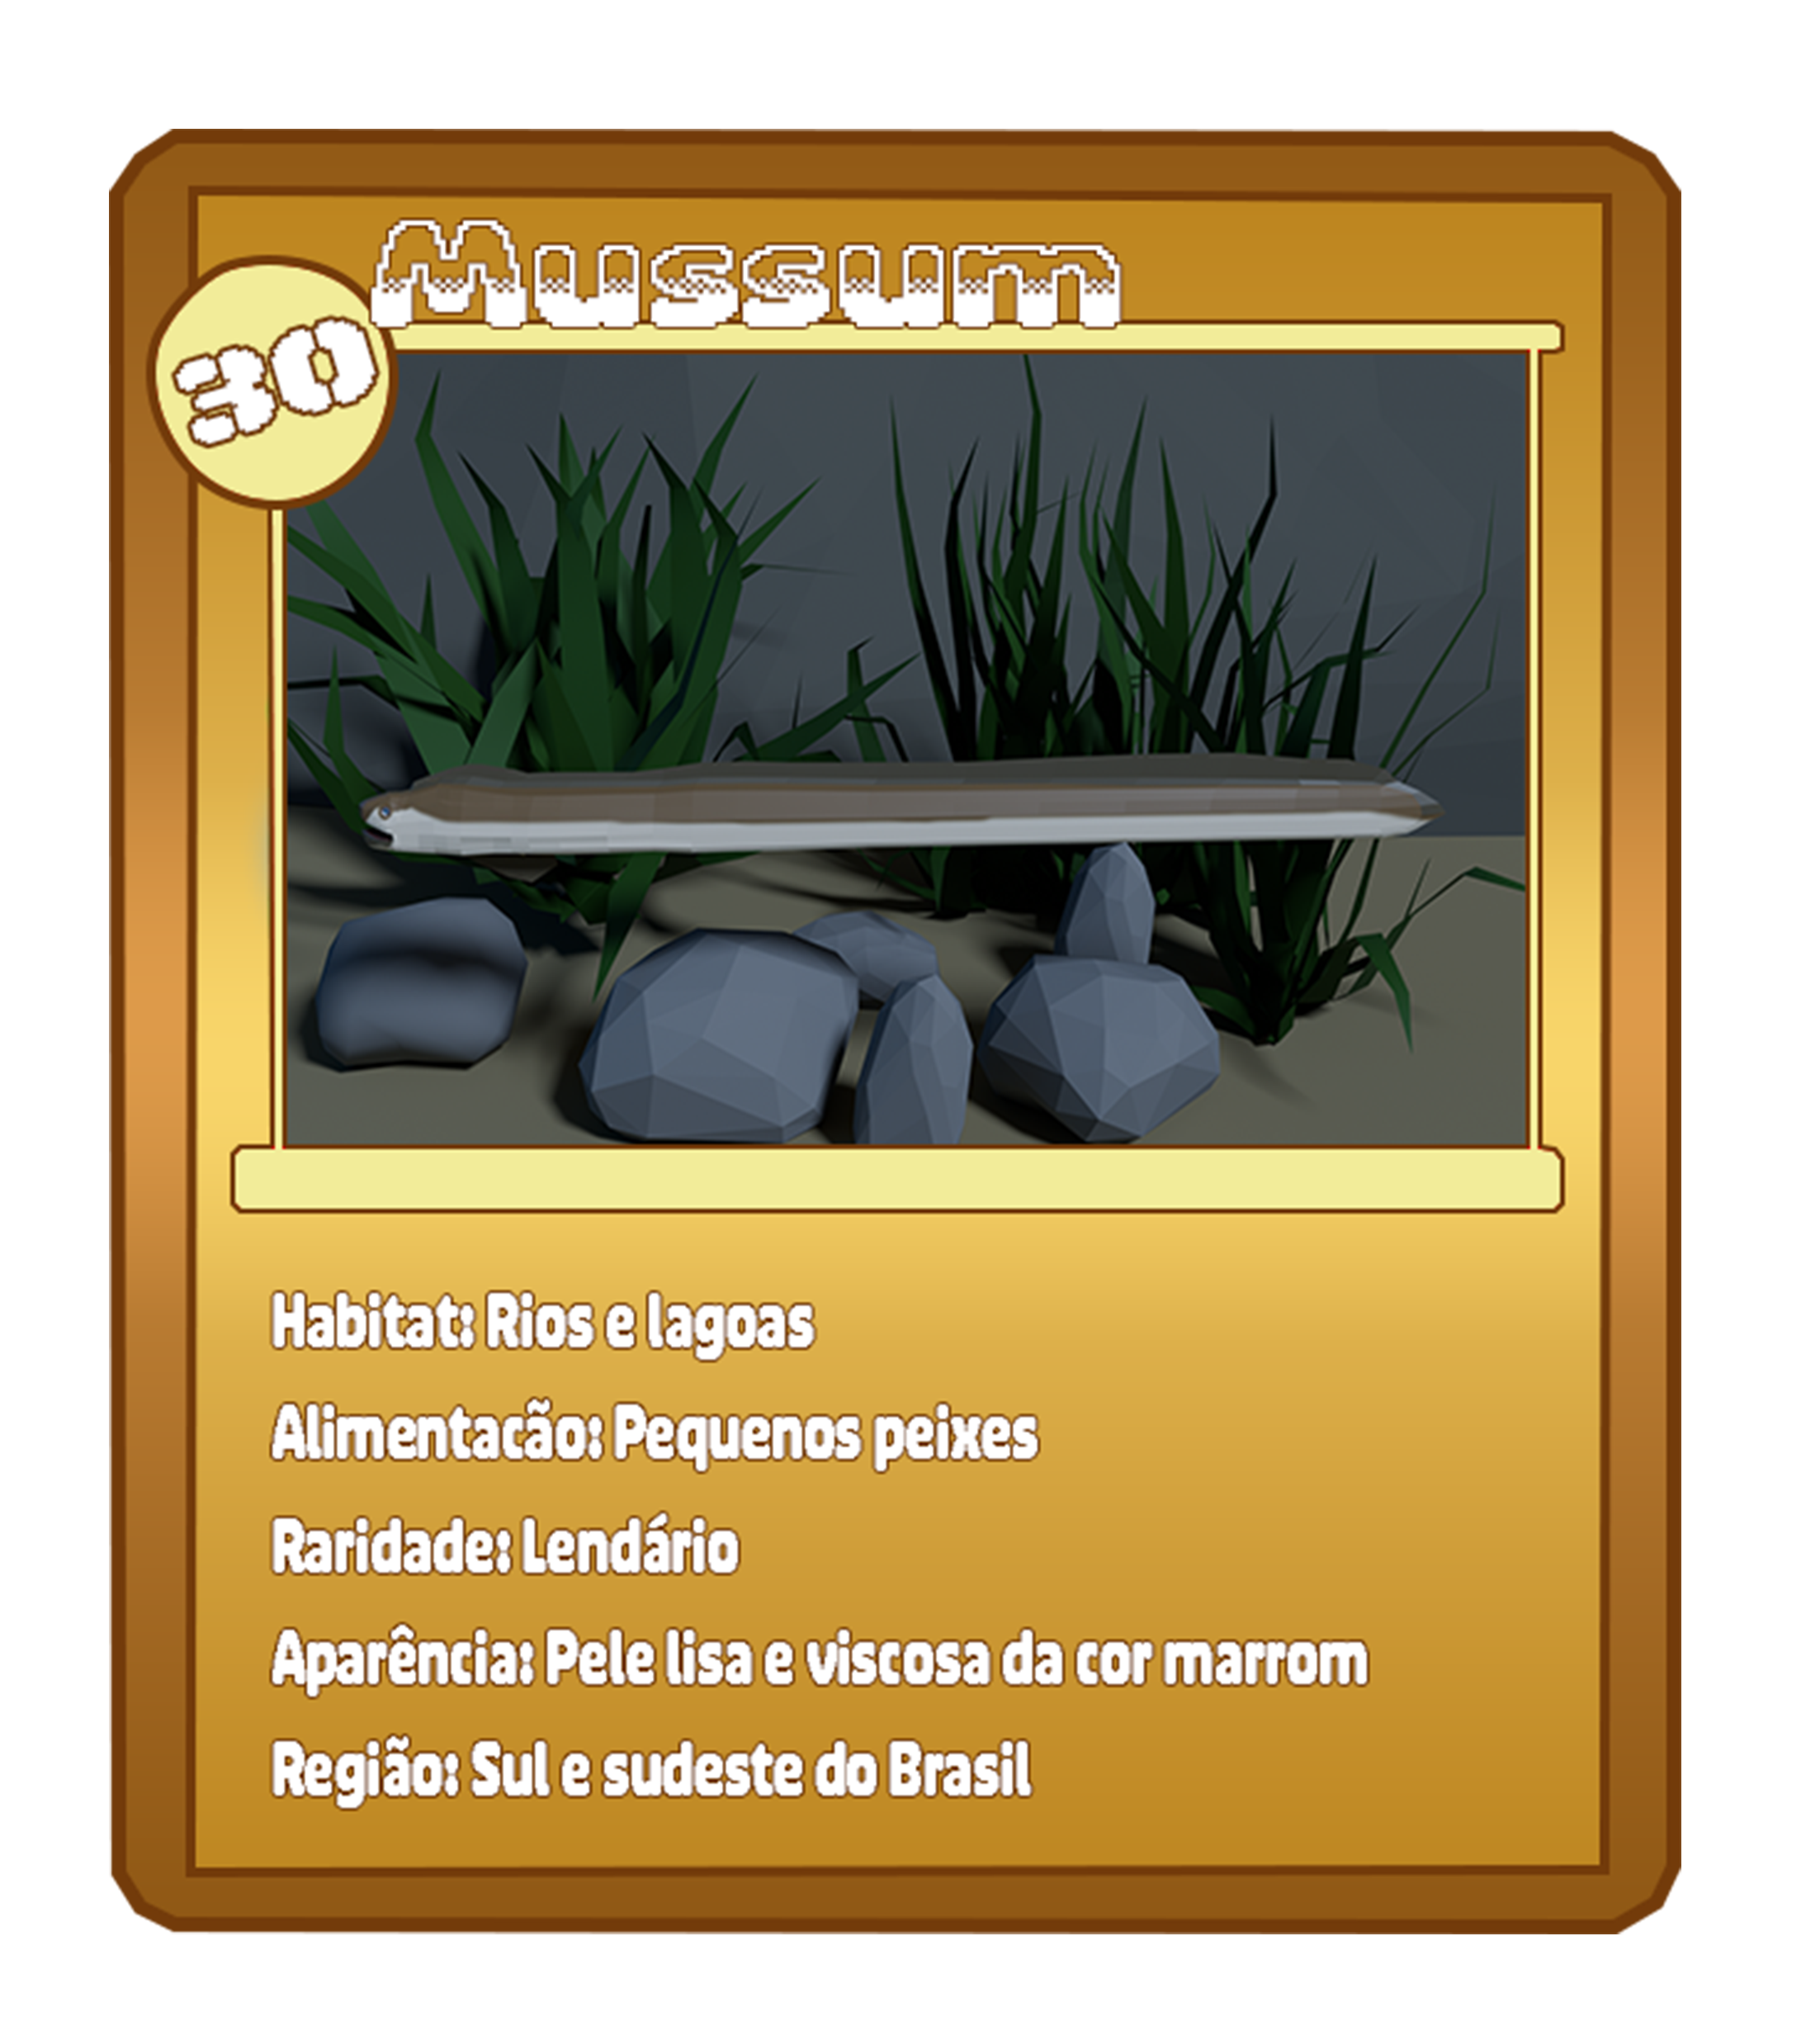 Mussum
30
Habitat: Rios e lagoas
Alimentacão: Pequenos peixes
Raridade: Lendário
Aparência: Pele lisa e viscosa da cor marrom
Região: Sul e sudeste do Brasil